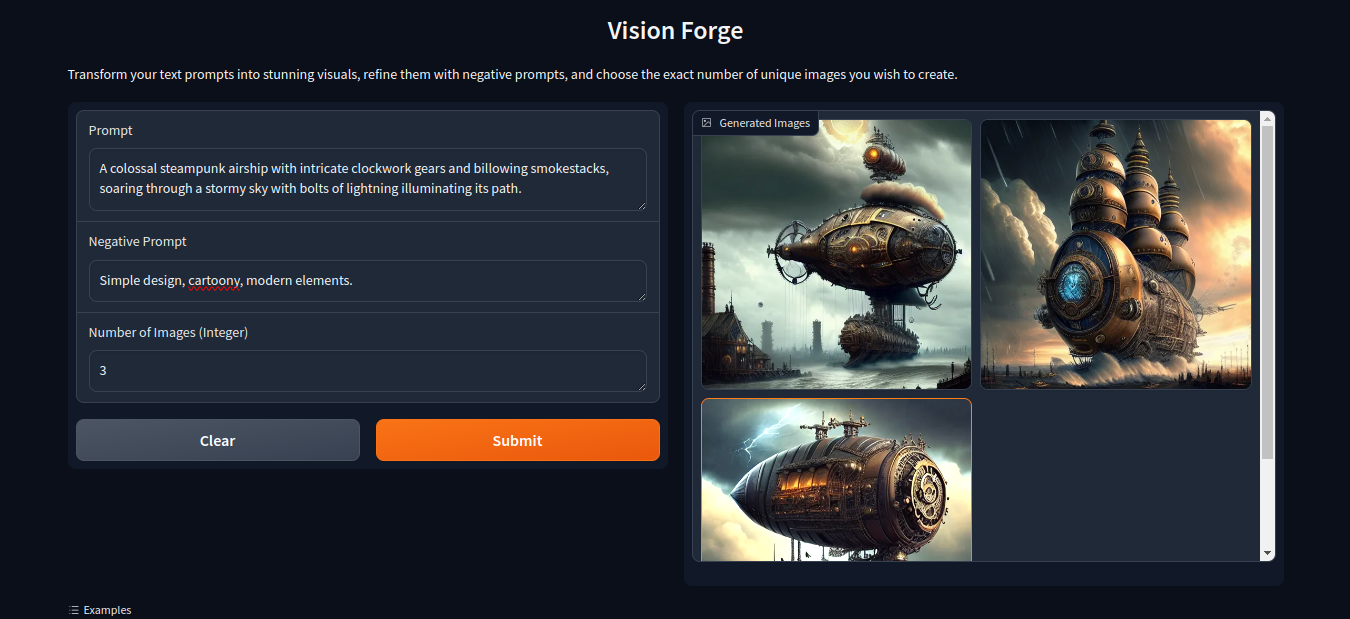 Vision Forge
Transform your text prompts into stunning visuals, refine them with negative prompts, and choose the exact number of unique images you wish to create.
Prompt
A colossal steampunk airship with intricate clockwork gears and billowing smokestacks,
soaring through a stormy sky with bolts of lightning illuminating its path.
Negative Prompt
Simple design, cartoony, modern elements.
Number of Images (Integer)
3
Clear
Submit
Generated Images
Examples